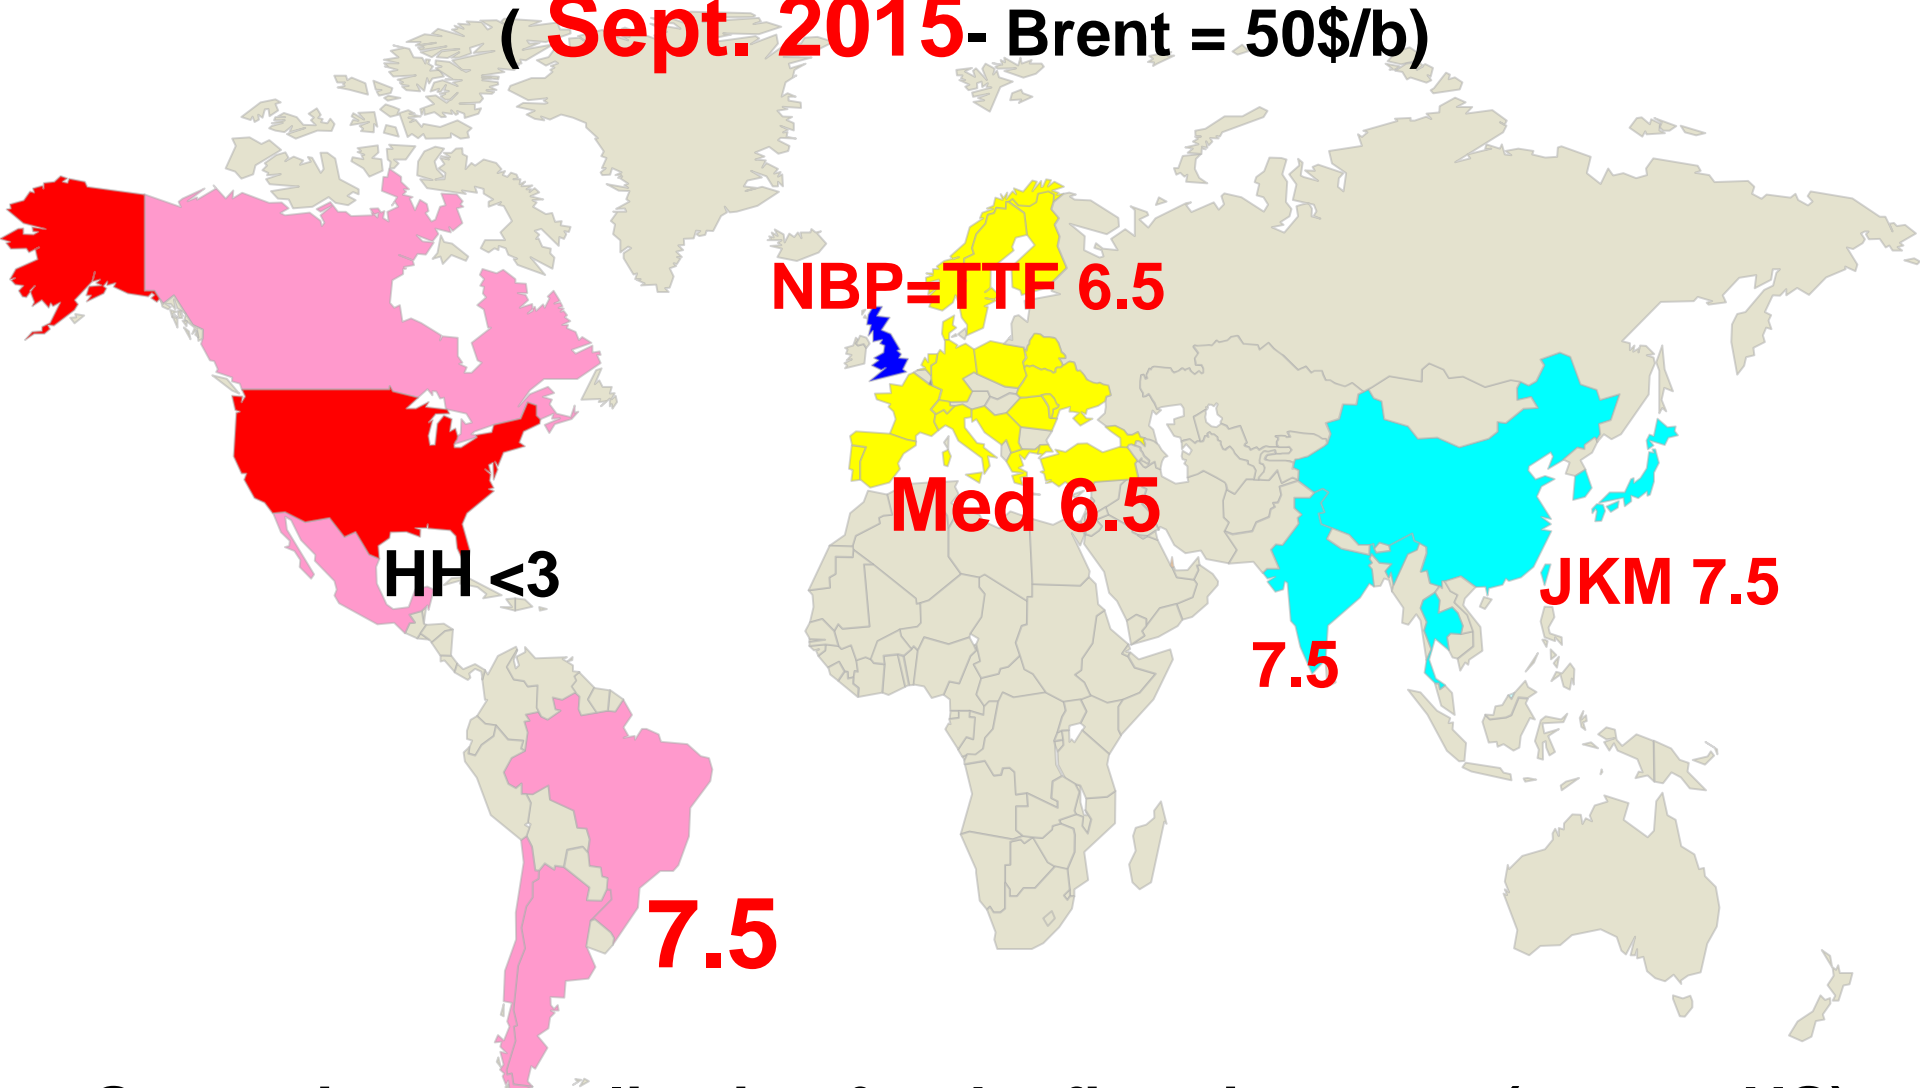 ( Sept. 2015- Brent = 50$/b)
NBP=TTF 6.5
Med 6.5
HH <3
JKM 7.5
7.5
7.5